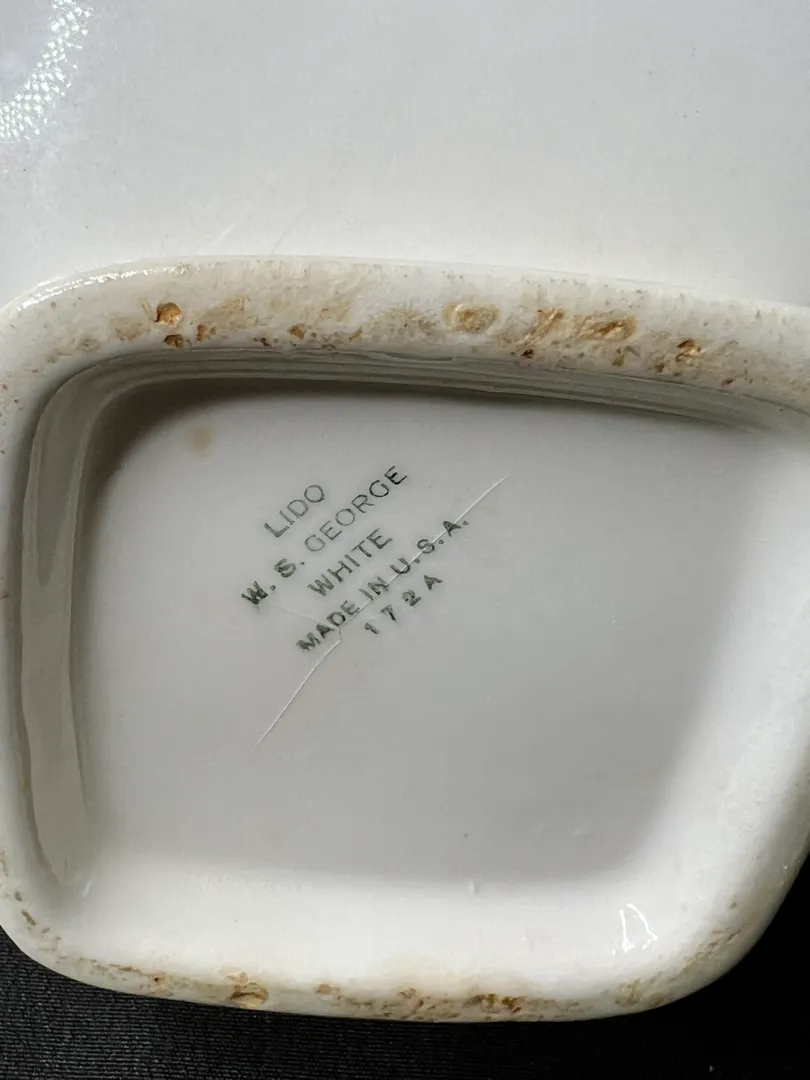 LIDO
W. S. GEORGE
WHITE
MADE IN U.S.A.
172A